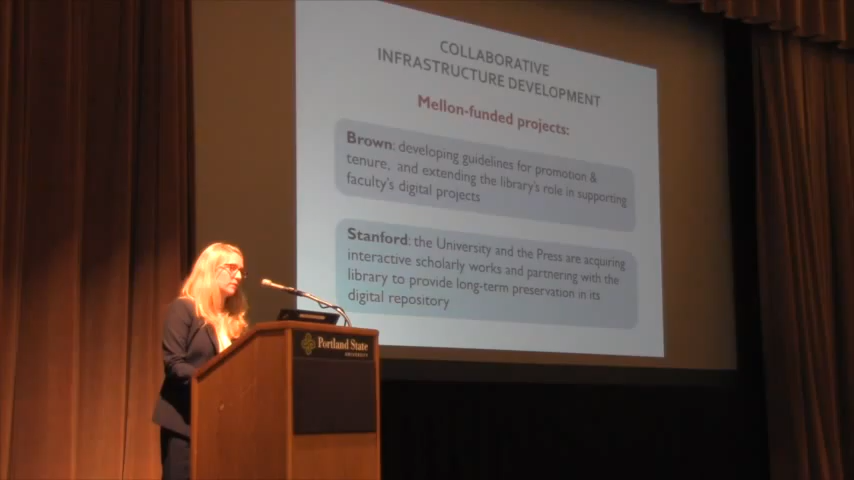 COLLABORATIVE
INFRASTRUCTURE DEVELOPMENT
Mellon-funded projects:
Brown: developing guidelines for promotion &
tenure, and extending the library's role in supporting
faculty's digital projects
Stanford: the University and the Press are acquiring
interactive scholarly works and partnering with the
library to provide long-term preservation in its
digital repository
Portland State
UNIVERSITY